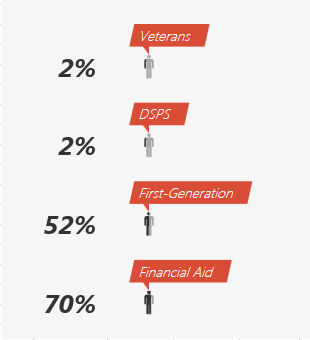 Veterans
2%
DSPS
2%
First-Generation
52%
Financial Aid
70%